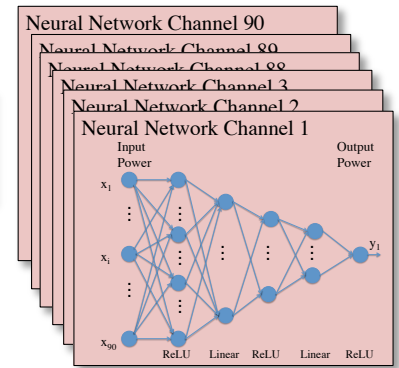 Neural Network Channel 90
Neural Network Channel 89
Neural Network Channel 88
Neural Network Channel 3
Neural Network Channel 2
Neural Network Channel 1
Input Power
Output Power
x1
y1
xi
x90
ReLU Linear ReLU Linear ReLU